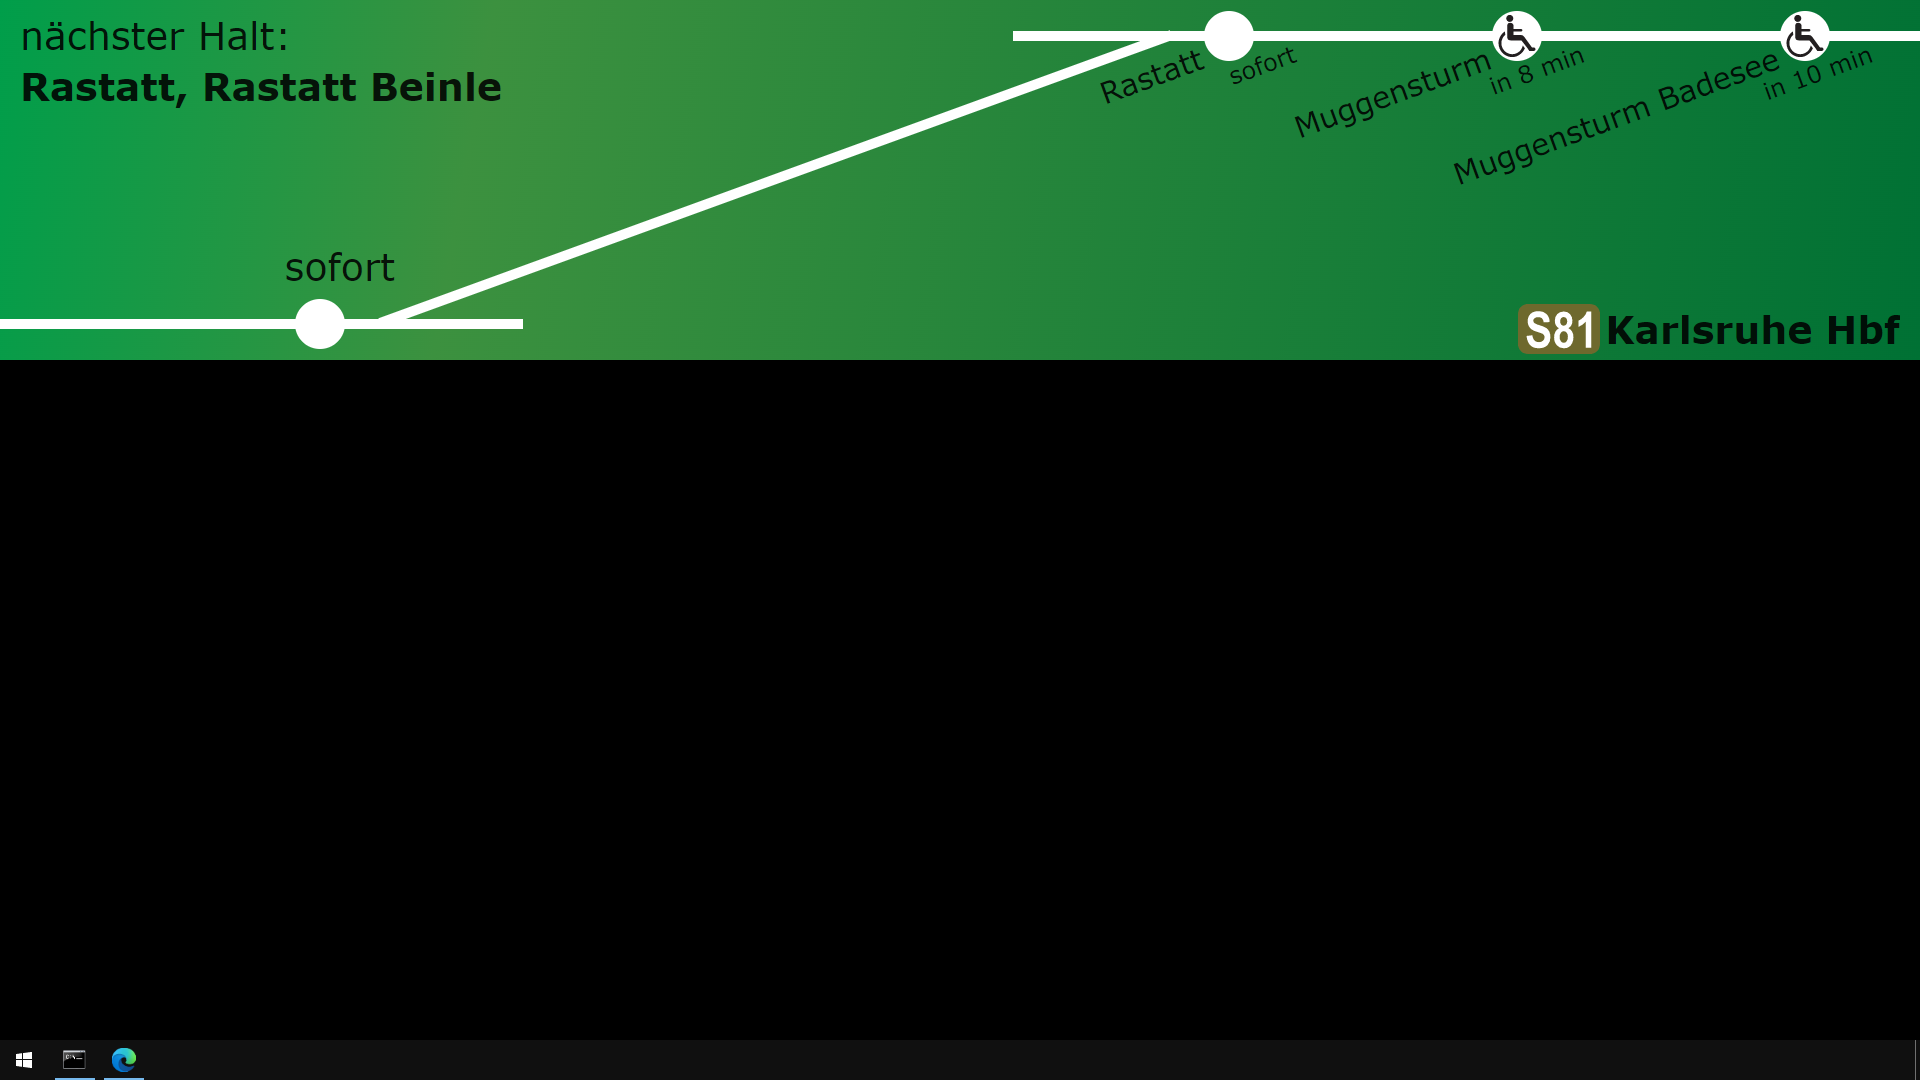 nächster Halt:
Rastatt, Rastatt Beinle
sofort
Rastatt
sofort
Muggensturm
in 8 min
Muggensturm Badesee
in 10 min
S81 Karlsruhe Hbf